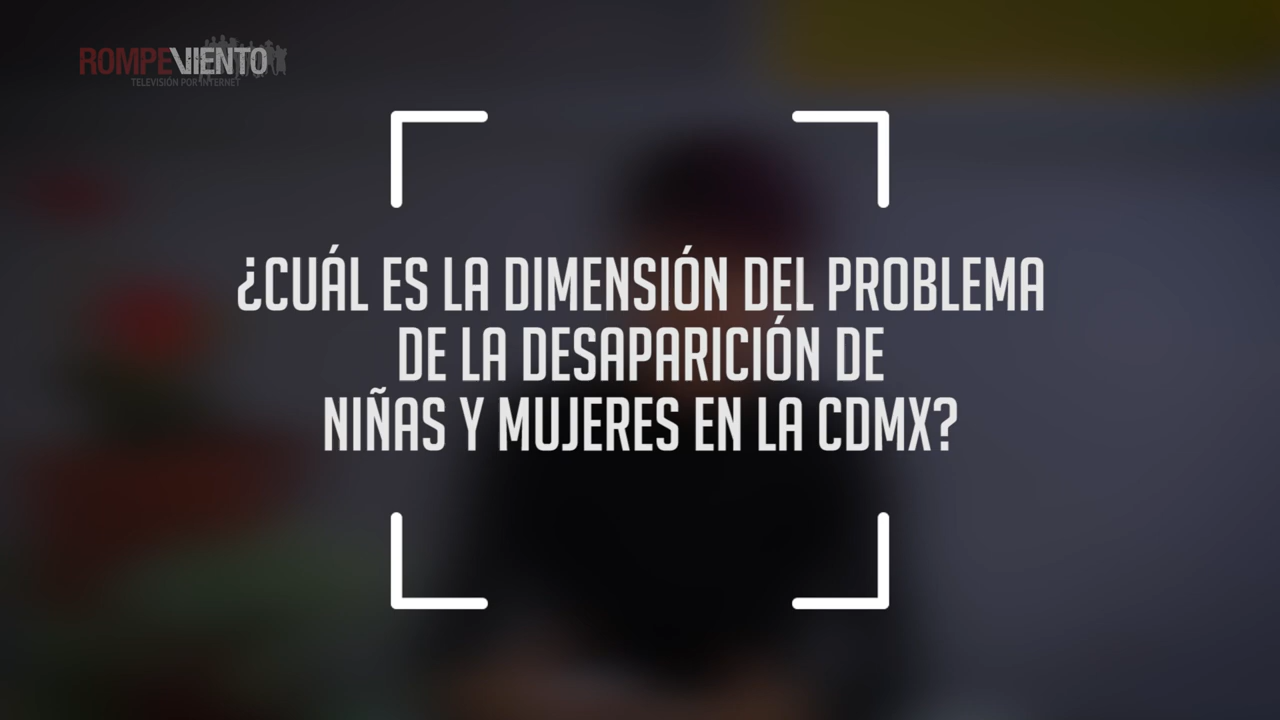 ROMPEVIENTO
TELEVISIÓN POR INTERNET
¿CUÁL ES LA DIMENSIÓN DEL PROBLEMA
DE LA DESAPARICIÓN DE
NIÑAS Y MUJERES EN LA CDMX?